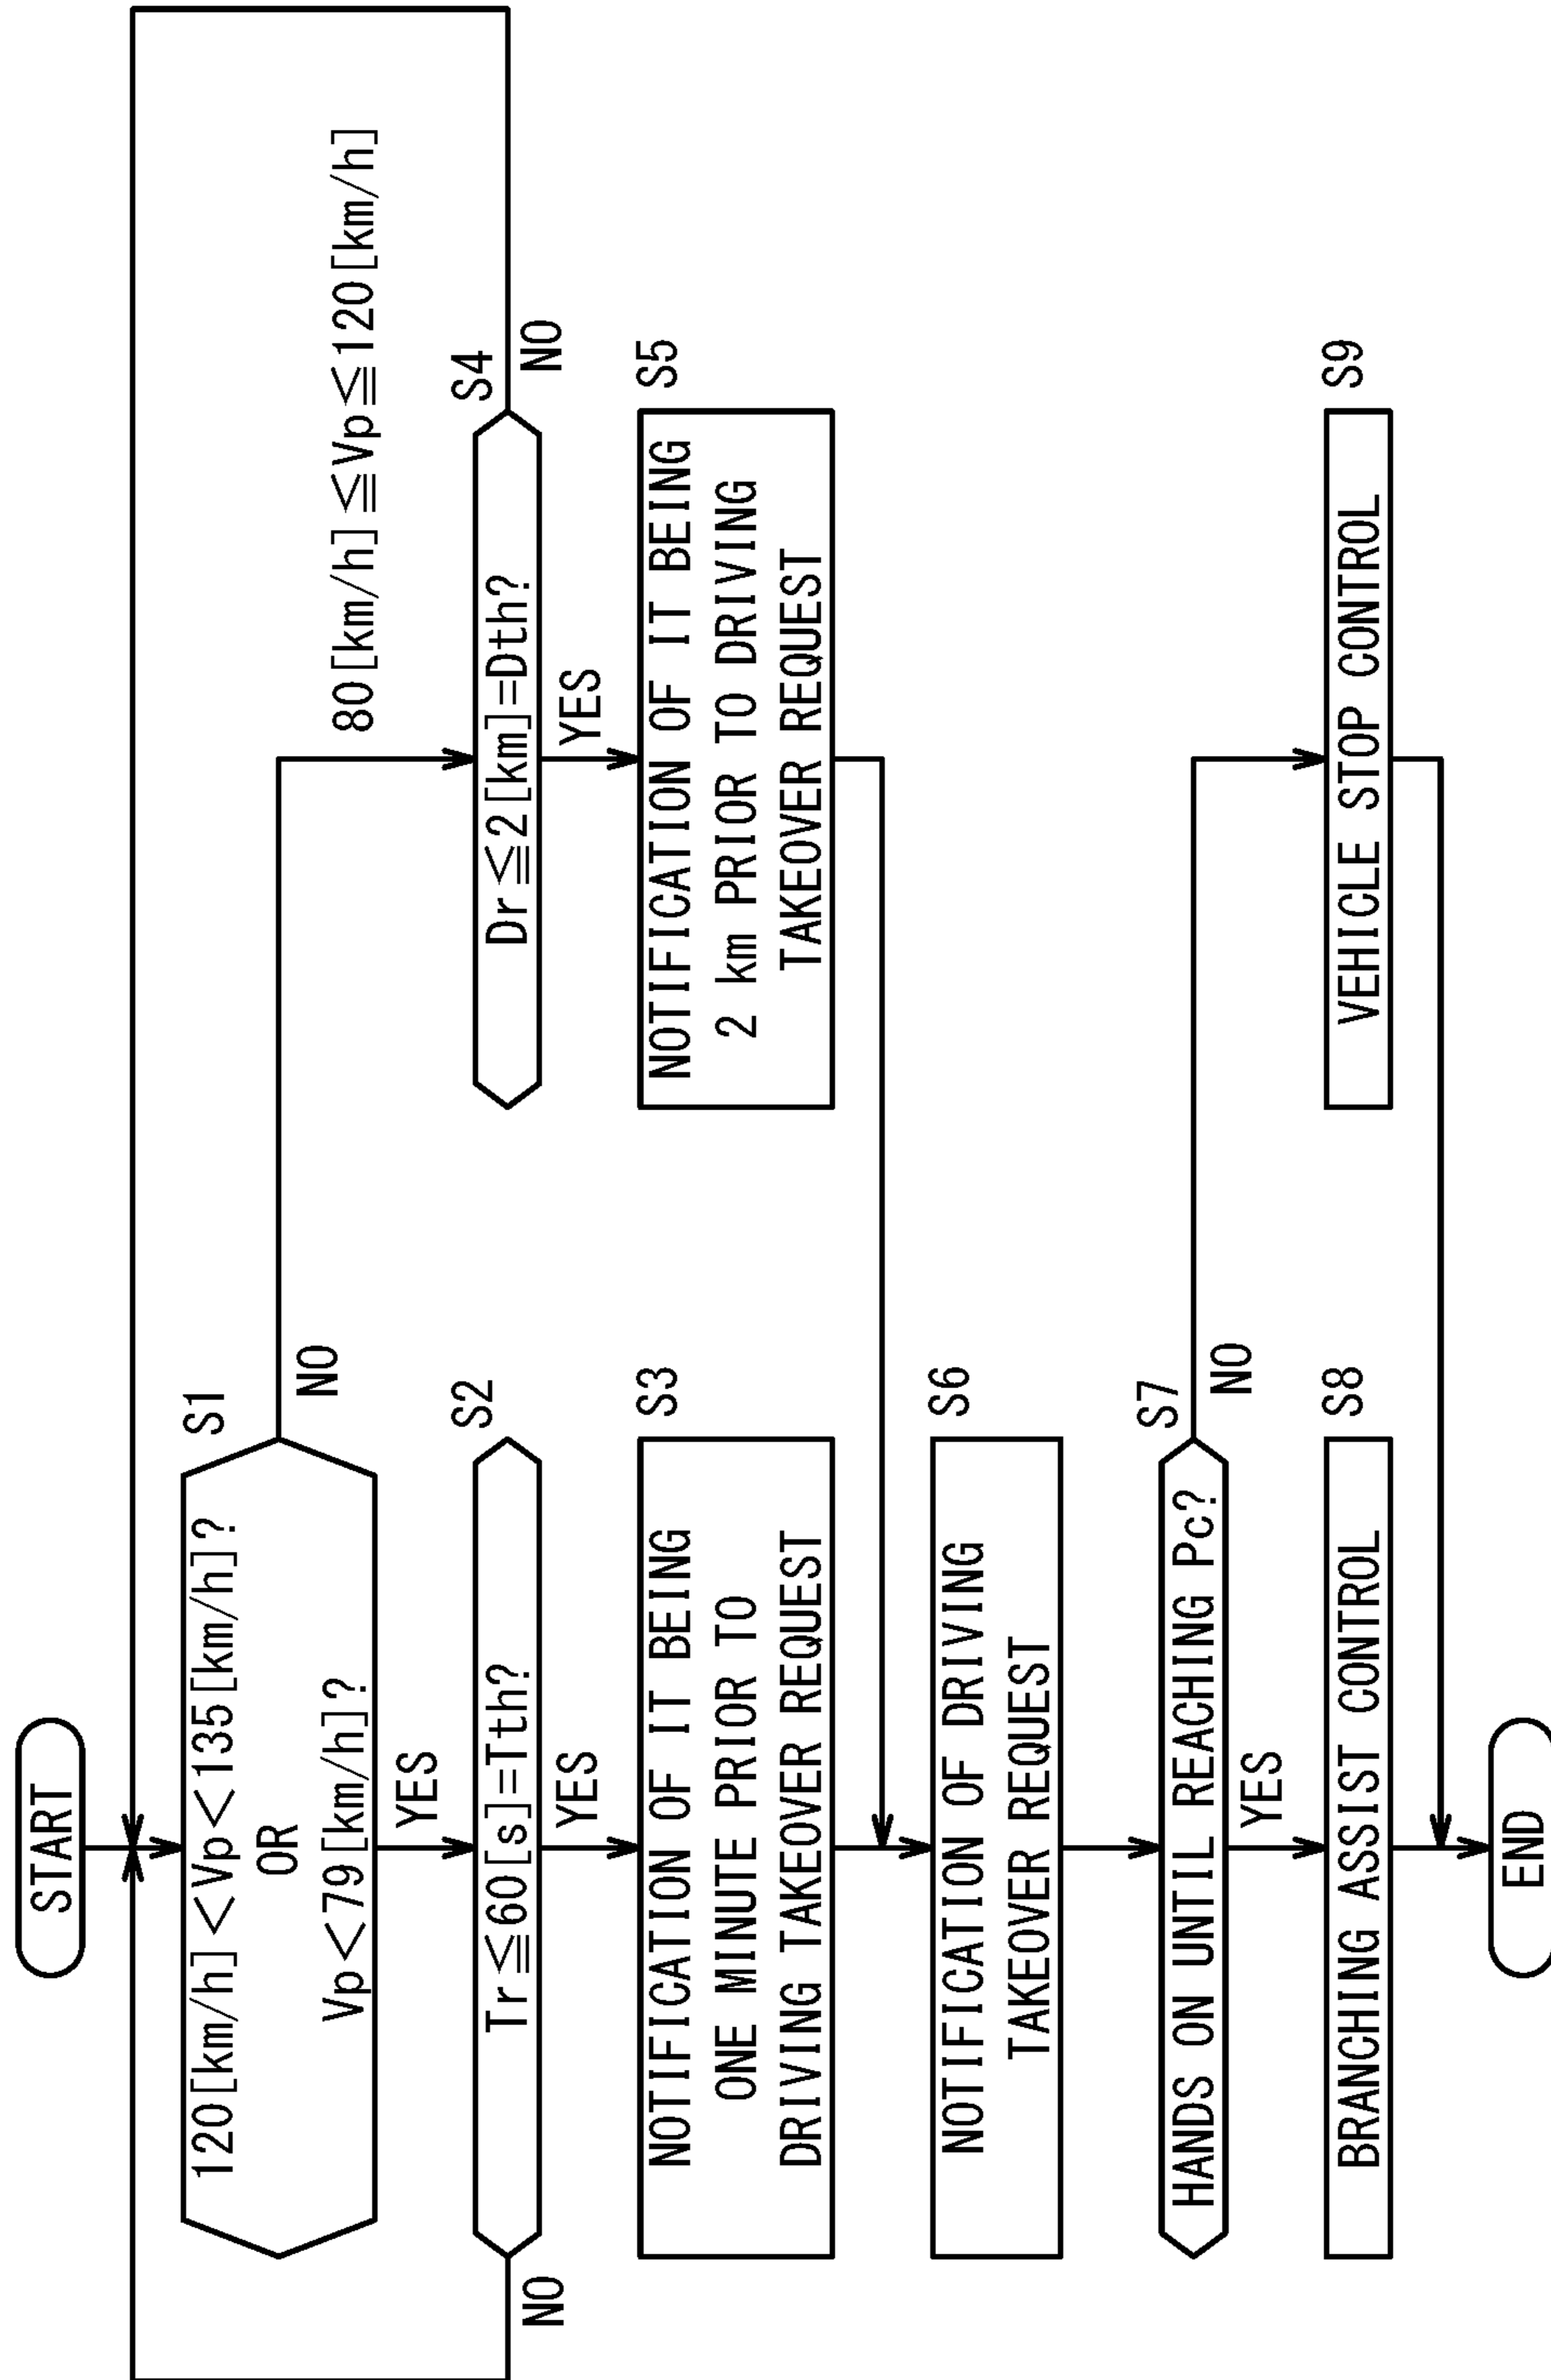 START
S1
120[km/h]<Vp<135[km/h]?
OR
Vp<79[km/h]?
NO
YES
80[km/h]≦Vp≦120[km/h]
S2
Tr≦60[s]=Tth?
NO
YES
S4
Dr≦2[km]=Dth?
NO
YES
S3
NOTIFICATION OF IT BEING
ONE MINUTE PRIOR TO
DRIVING TAKEOVER REQUEST
S5
NOTIFICATION OF IT BEING
2 km PRIOR TO DRIVING
TAKEOVER REQUEST
S6
NOTIFICATION OF DRIVING
TAKEOVER REQUEST
S7
HANDS ON UNTIL REACHING Pc?
NO
YES
S8
BRANCHING ASSIST CONTROL
S9
VEHICLE STOP CONTROL
END